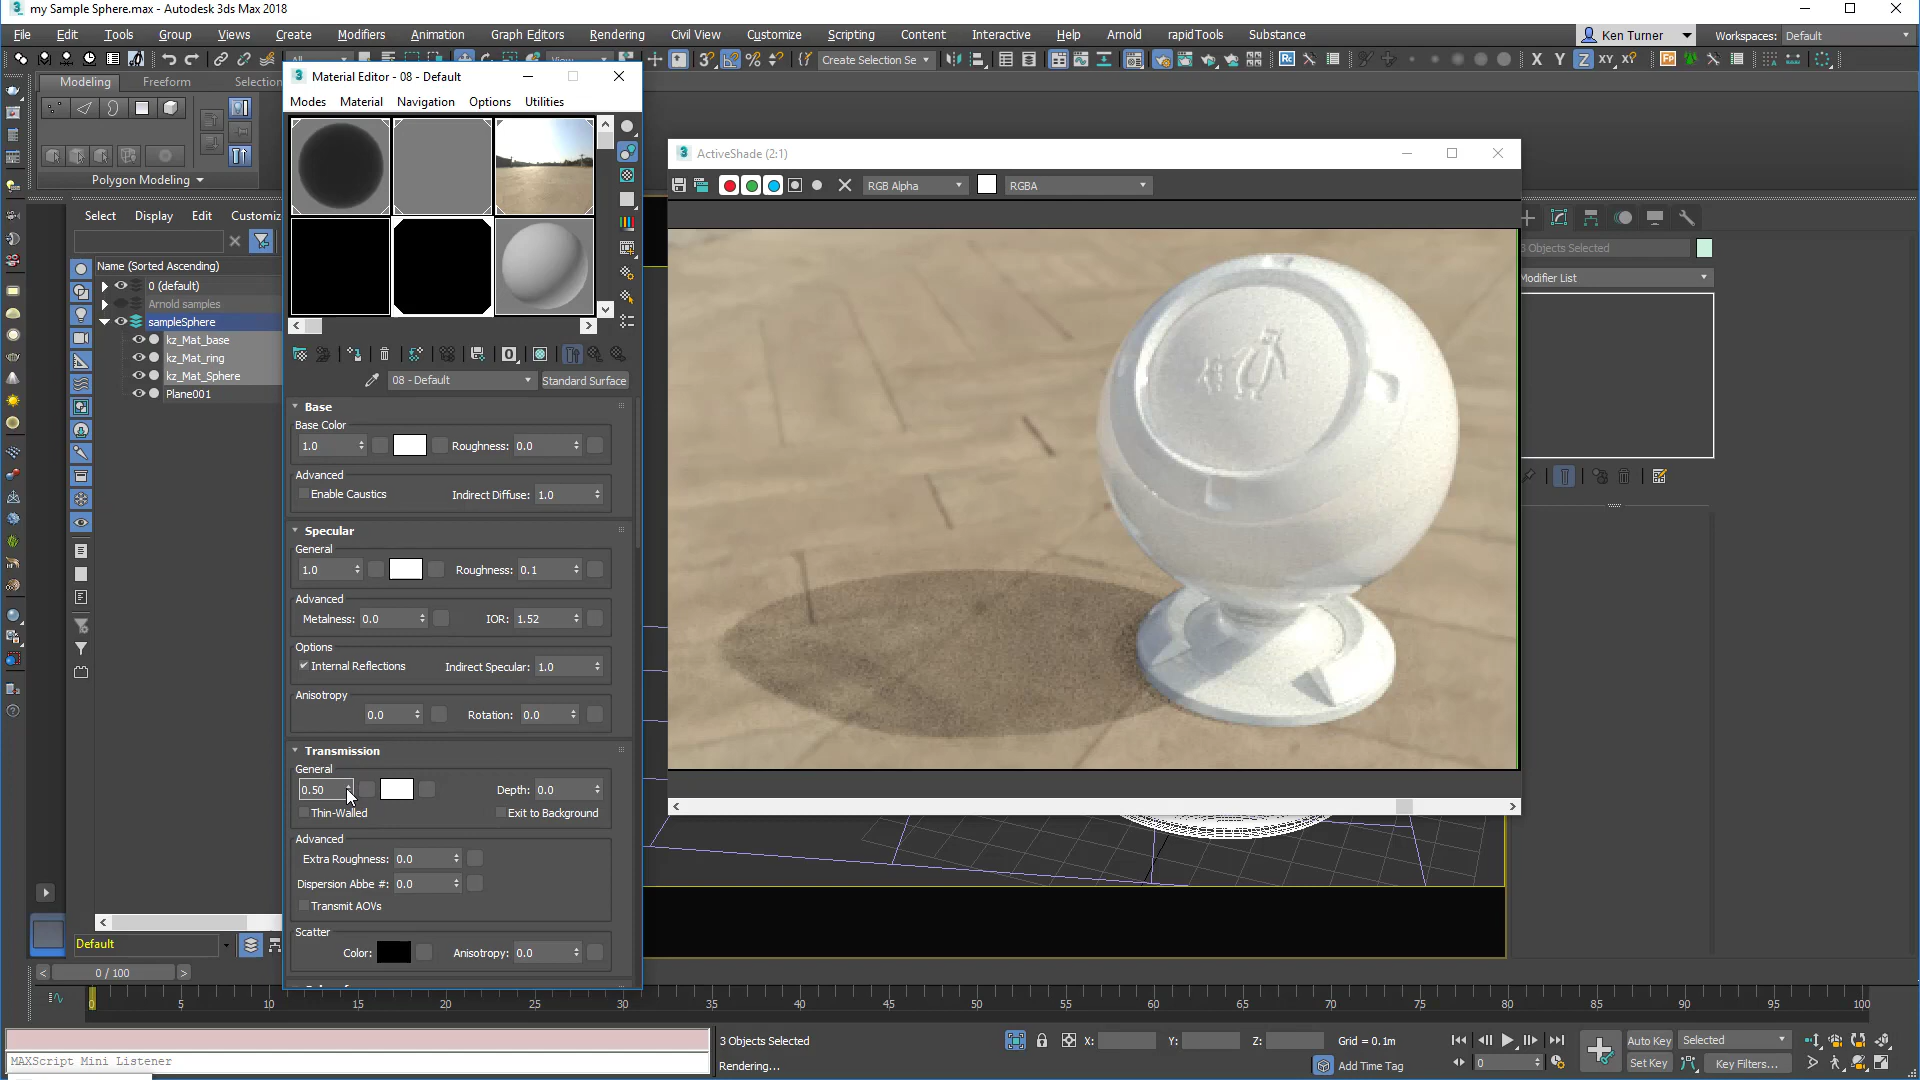 my Sample Sphere.max - Autodesk 3ds Max 2018
File Edit Tools Group Views Create Modifiers Animation Graph Editors Rendering Civil View Customize Scripting Content Interactive Help Arnold rapidTools Substance
Ken Turner Workspaces: Default
All View Create Selection Se X Y Z XY
Modeling Freeform Selection
Polygon Modeling
Select Display Edit Customiz
Name (Sorted Ascending)
0 (default)
Arnold samples
sampleSphere
kz_Mat_base
kz_Mat_ring
kz_Mat_Sphere
Plane001
Default
Material Editor - 08 - Default
Modes Material Navigation Options Utilities
08 - Default Standard Surface
Base
Base Color
1.0 Roughness: 0.0
Advanced
Enable Caustics Indirect Diffuse: 1.0
Specular
General
1.0 Roughness: 0.1
Advanced
Metalness: 0.0 IOR: 1.52
Options
Internal Reflections Indirect Specular: 1.0
Anisotropy
0.0 Rotation: 0.0
Transmission
General
0.50 Depth: 0.0
Thin-Walled Exit to Background
Advanced
Extra Roughness: 0.0
Dispersion Abbe #: 0.0
Transmit AOVs
Scatter
Color: Anisotropy: 0.0
ActiveShade (2:1)
RGB Alpha RGBA
3 Objects Selected
Modifier List
0 / 100
0 5 10 15 20 25 30 35 40 45 50 55 60 65 70 75 80 85 90 95 100
MAXScript Mini Listener
3 Objects Selected
Rendering...
X: Y: Z: Grid = 0.1m
Add Time Tag
Auto Key Selected
Set Key Key Filters...
0